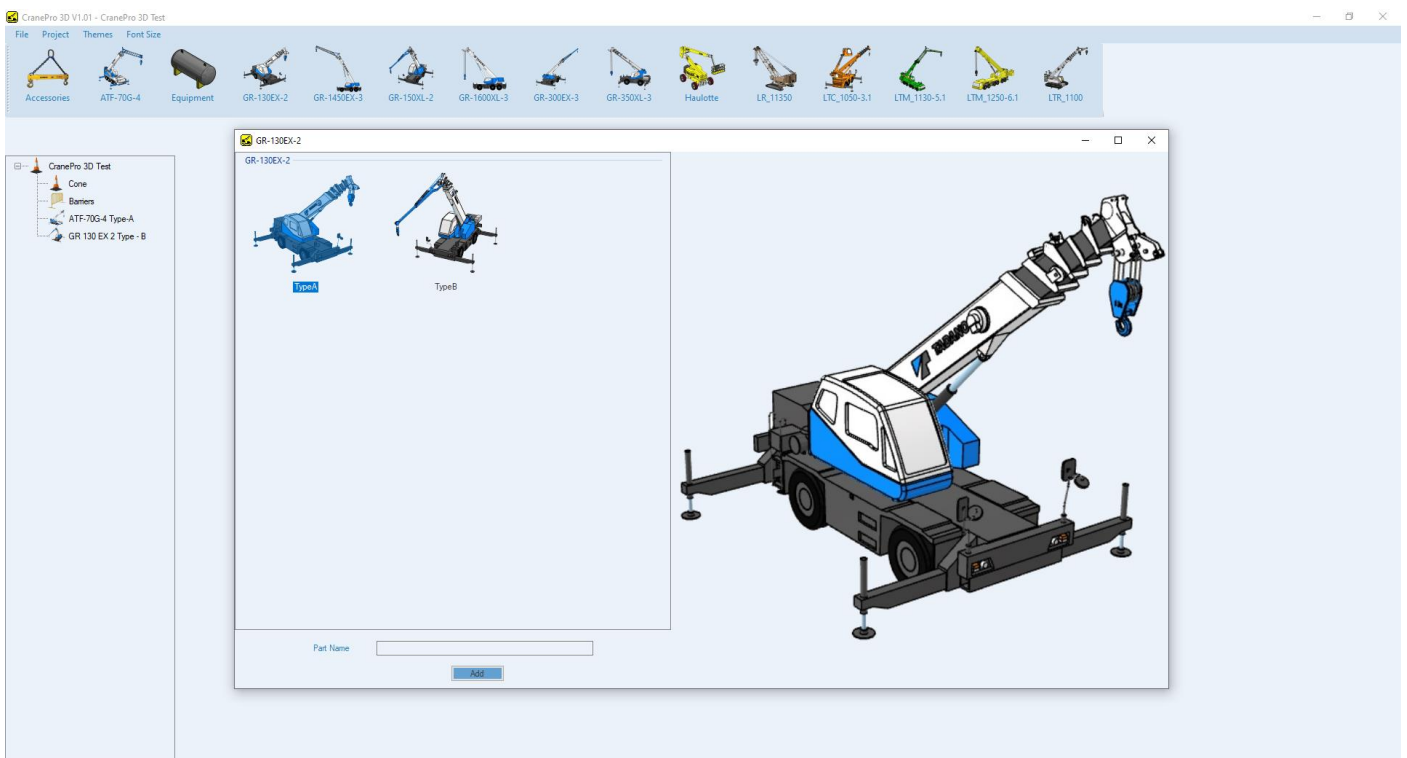 CranePro 3D V1.01 - CranePro 3D Test
File Project Themes Font Size
Accessories ATF-70G-4 Equipment GR-130EX-2 GR-1450EX-3 GR-150XL-2 GR-1600XL-3 GR-300EX-3 GR-350XL-3 Haulotte LR_11350 LTC_1050-3.1 LTM_1130-5.1 LTM_1250-6.1 LTR_1100
GR-130EX-2
GR-130EX-2
CranePro 3D Test
Cone
Barriers
ATF-70G-4 Type-A
GR 130 EX 2 Type - B
TypeA TypeB
TADANO
Part Name
Add